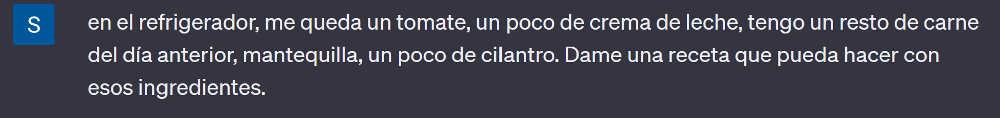 S
en el refrigerador, me queda un tomate, un poco de crema de leche, tengo un resto de carne
del día anterior, mantequilla, un poco de cilantro. Dame una receta que pueda hacer con
esos ingredientes.